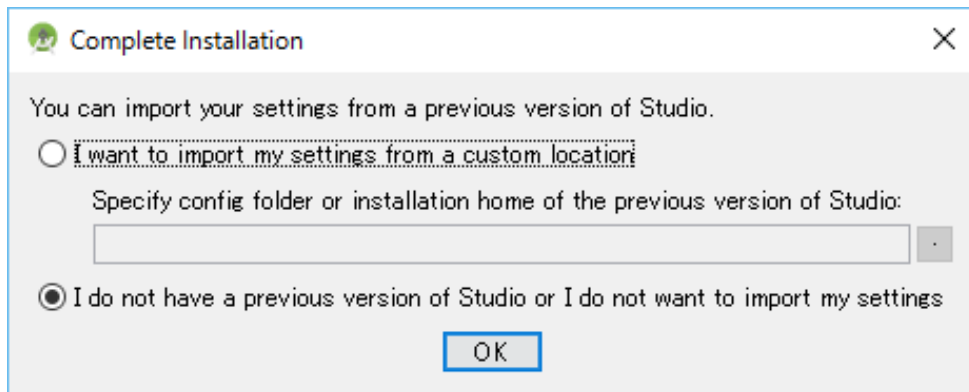 Complete Installation
You can import your settings from a previous version of Studio.
I want to import my settings from a custom location
Specify config folder or installation home of the previous version of Studio:
I do not have a previous version of Studio or I do not want to import my settings
OK